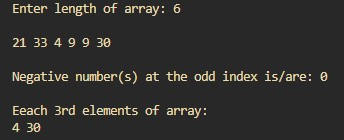 Enter length of array: 6
21 33 4 9 9 30
Negative number(s) at the odd index is/are: 0
Eeach 3rd elements of array:
4 30